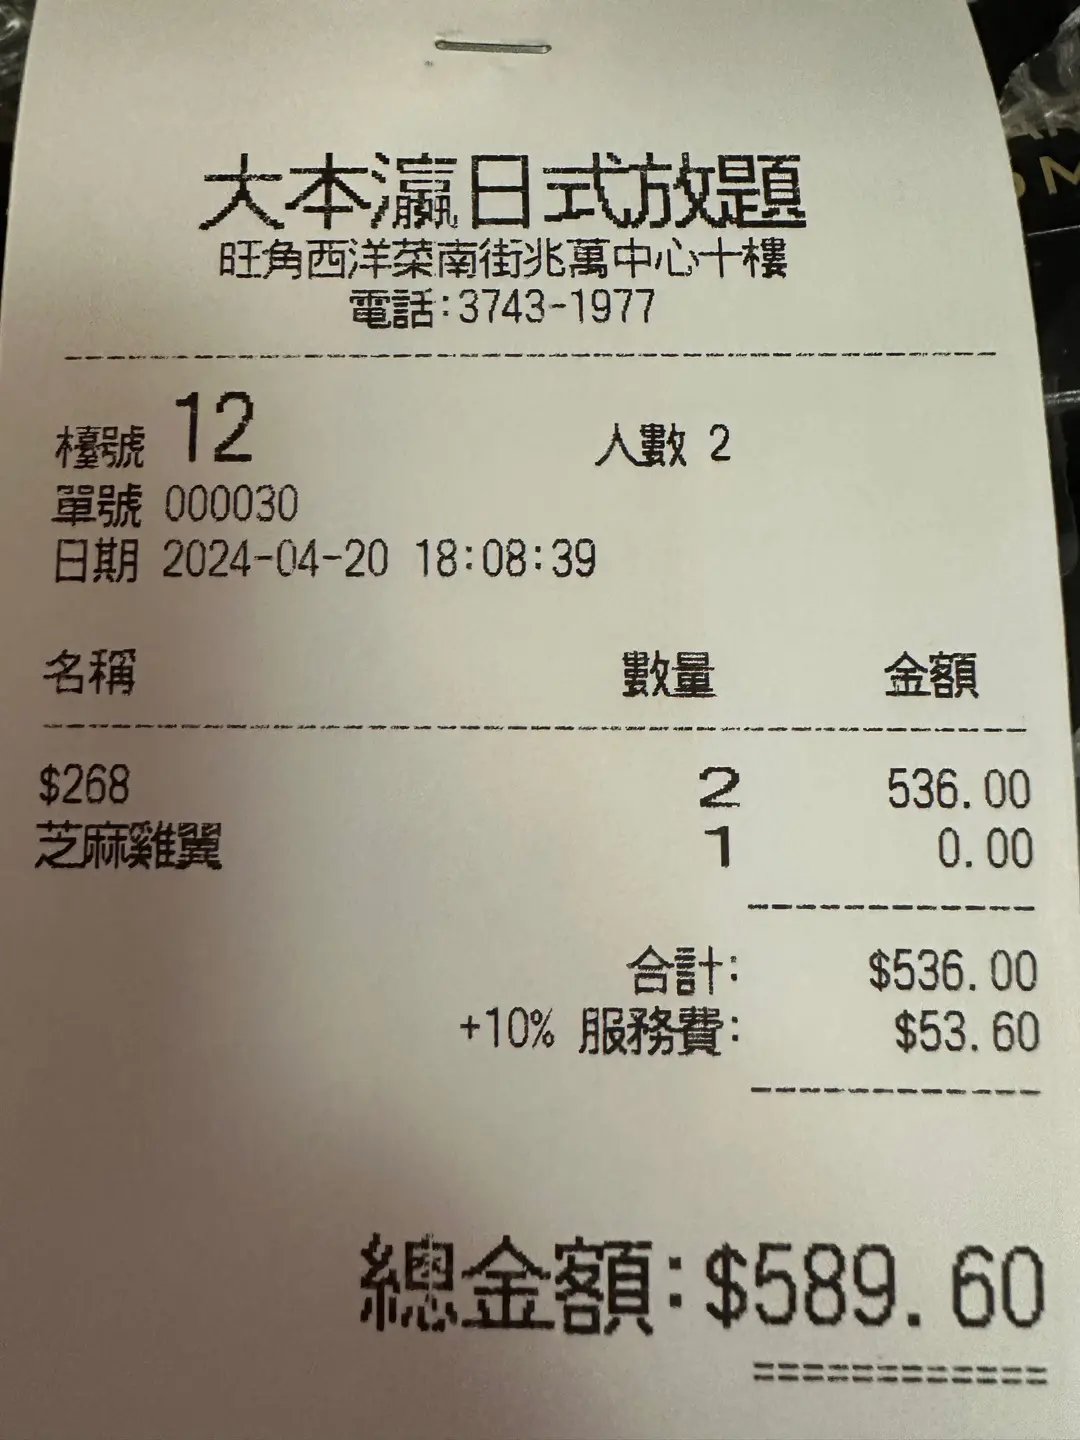 大本瀛日式放題
旺角西洋菜南街兆萬中心十樓
電話:3743-1977
檯號 12 人數 2
單號 000030
日期 2024-04-20 18:08:39
名稱 數量 金額
$268 2 536.00
芝麻雞翼 1 0.00
合計: $536.00
+10% 服務費: $53.60
總金額:$589.60